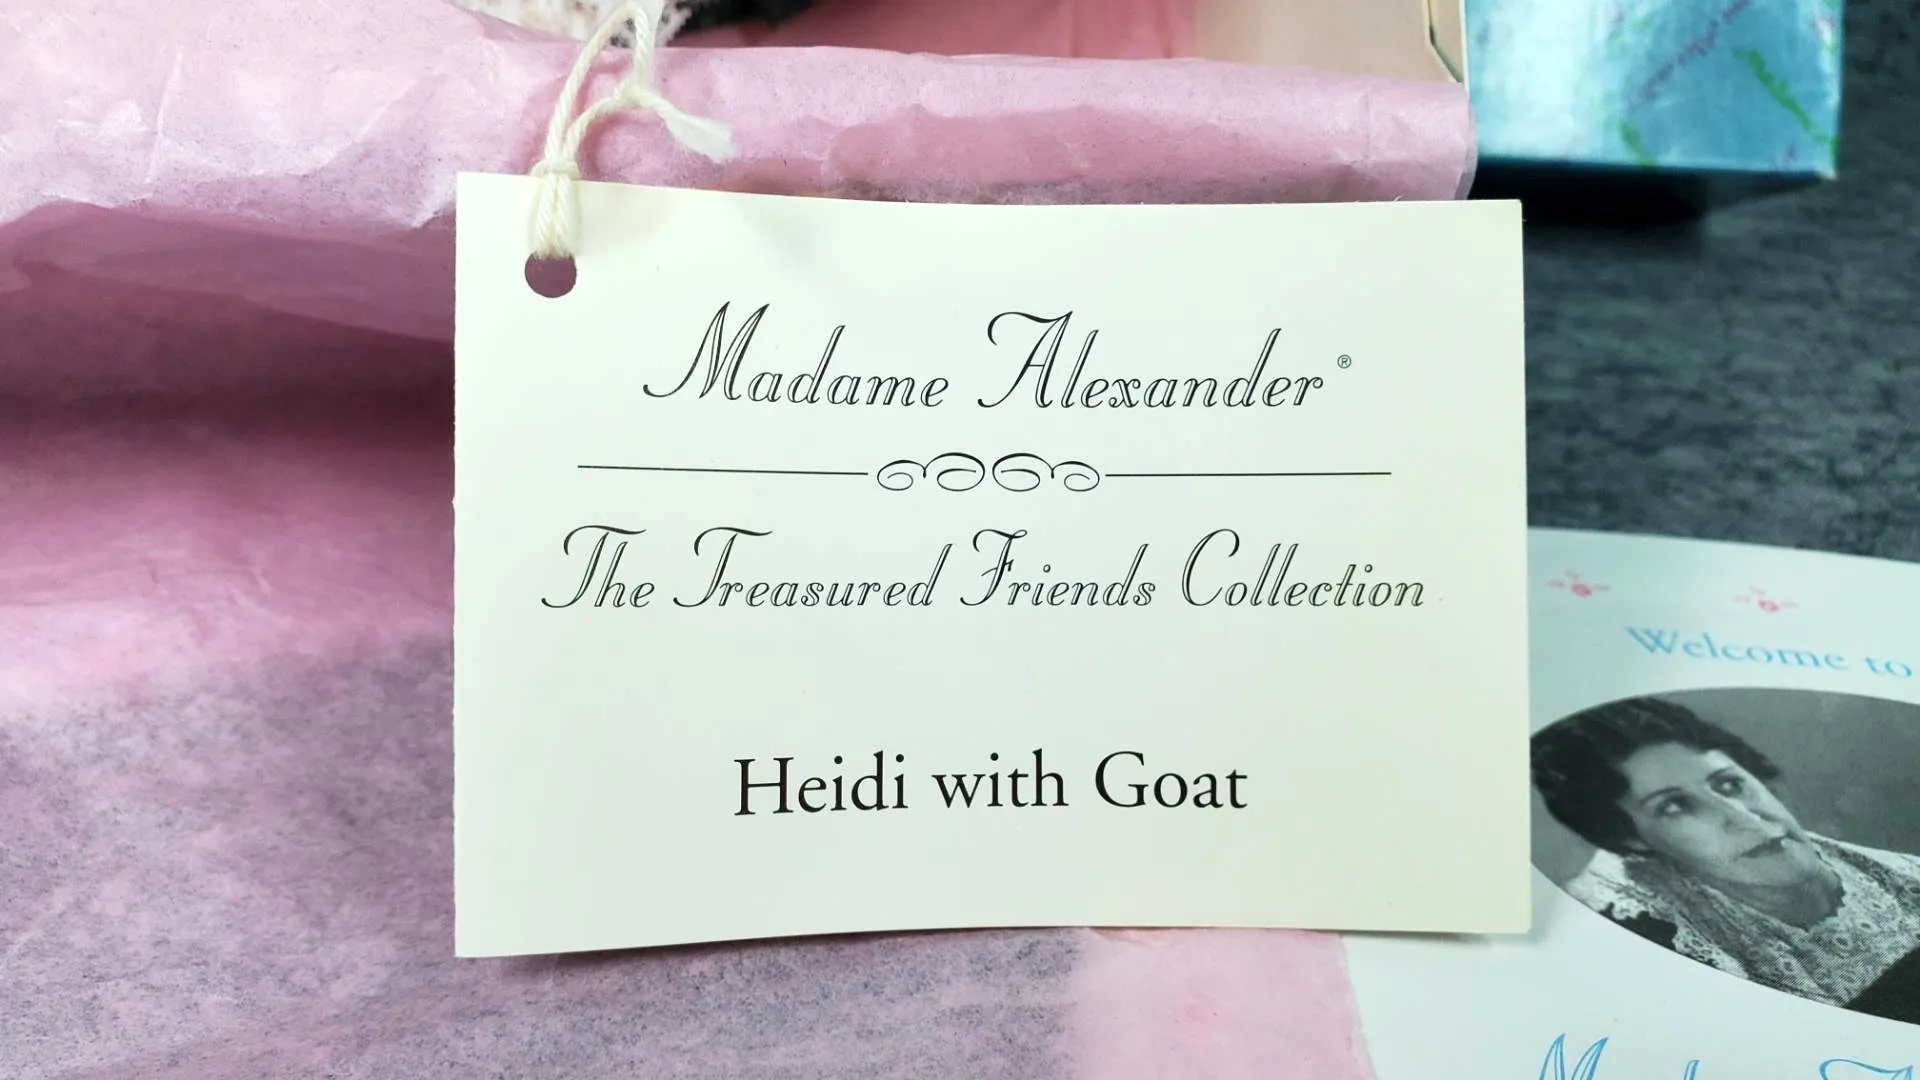 Madame Alexander®
The Treasured Friends Collection
Heidi with Goat
Welcome to